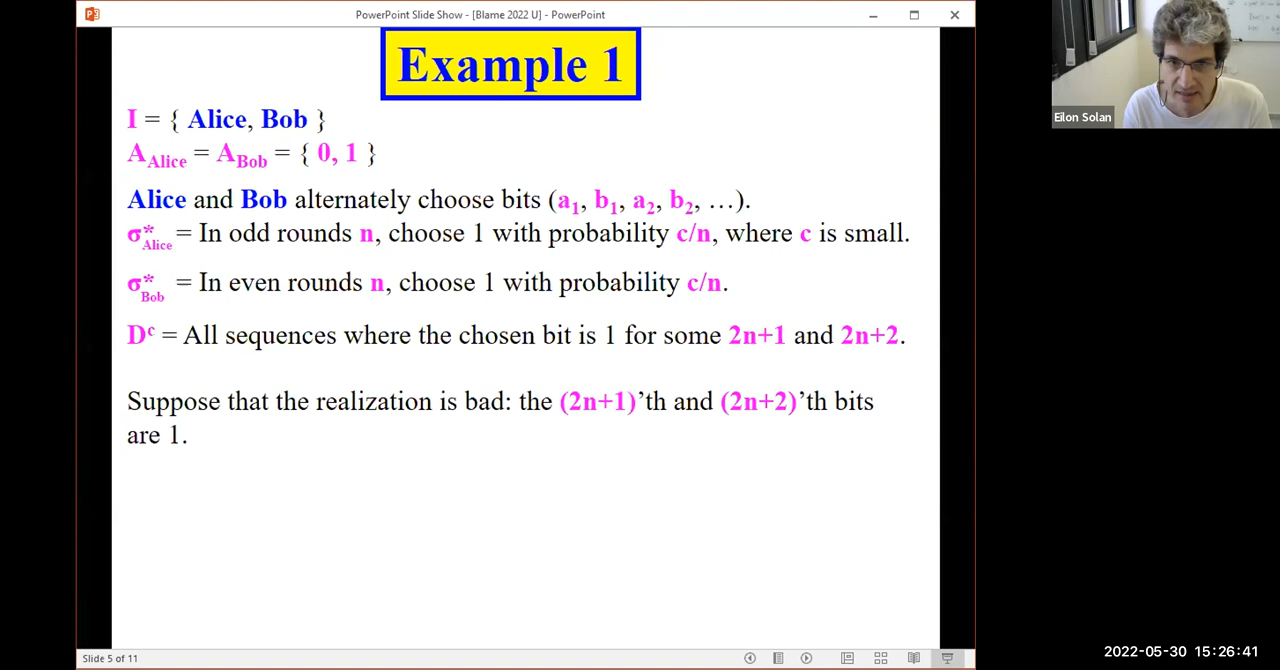 PowerPoint Slide Show - [Blame 2022 U] - PowerPoint
Example 1
I = { Alice, Bob }
A_Alice = A_Bob = { 0, 1 }
Alice and Bob alternately choose bits (a₁, b₁, a₂, b₂, …).
σ*_Alice = In odd rounds n, choose 1 with probability c/n, where c is small.
σ*_Bob = In even rounds n, choose 1 with probability c/n.
Dᶜ = All sequences where the chosen bit is 1 for some 2n+1 and 2n+2.
Suppose that the realization is bad: the (2n+1)’th and (2n+2)’th bits
are 1.
Slide 5 of 11
Eilon Solan
2022-05-30 15:26:41